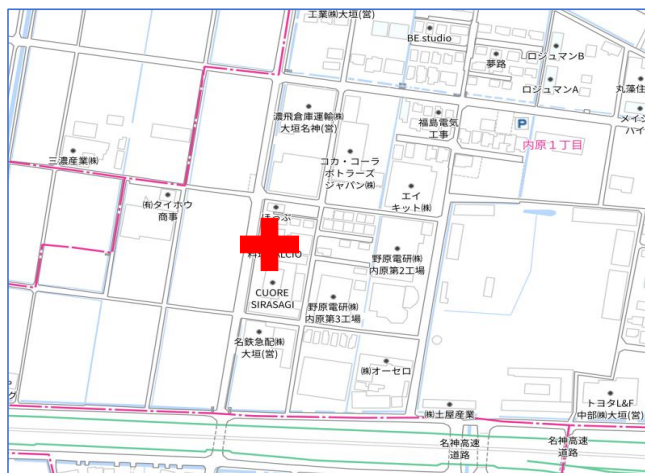 工業㈱大垣(営)
BE.studio
夢路
ロジュマンB
ロジュマンA
丸藻住
メイシ
パイ
濃飛倉庫運輸㈱
大垣名神(営)
福島電気
工事
P
内原1丁目
コカ・コーラ
ボトラーズ
ジャパン㈱
三濃産業㈱
㈲タイホウ
商事
エイ
キット㈱
CUORE
SIRASAGI
野原電研㈱
内原第2工場
野原電研㈱
内原第3工場
名鉄急配㈱
大垣(営)
㈱オーセロ
グ
㈱土屋産業
トヨタL&F
中部㈱大垣(営)
名神高速
道路
名神高速
道路